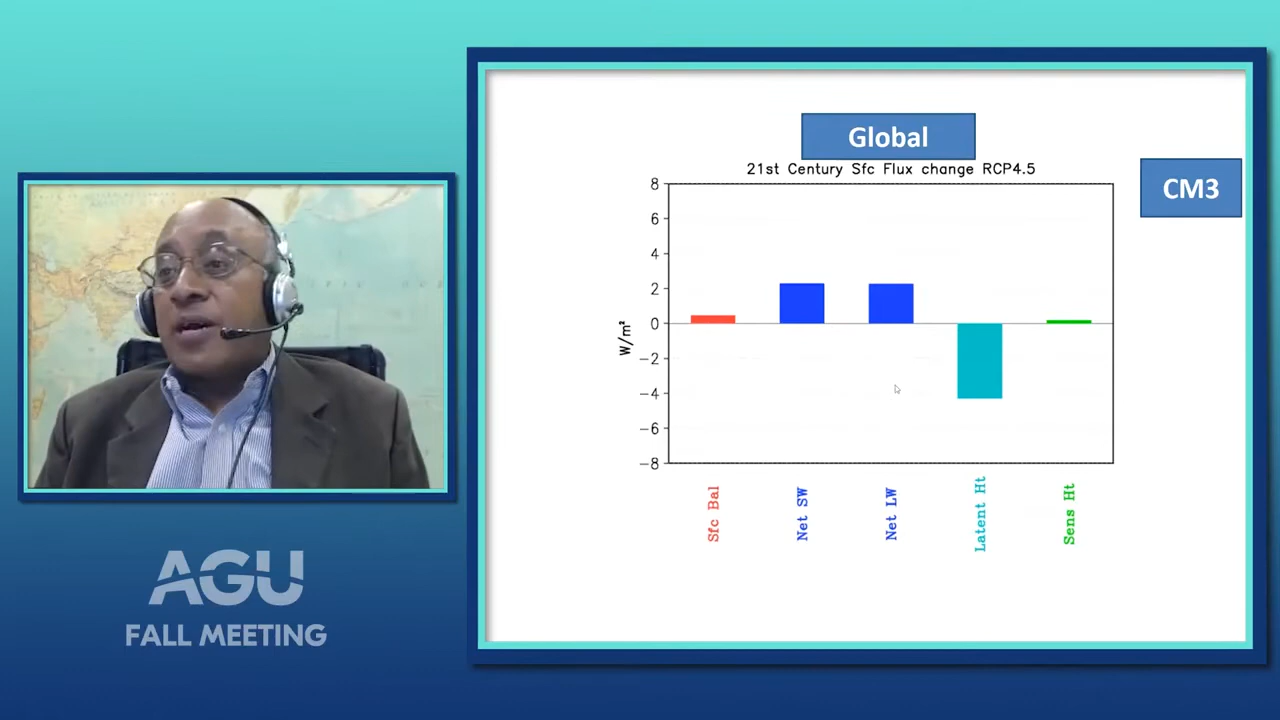 Global
21st Century Sfc Flux change RCP4.5
CM3
8
6
4
2
0
−2
−4
−6
−8
W/m²
Sfc Bal
Net SW
Net LW
Latent Ht
Sens Ht
AGU
FALL MEETING